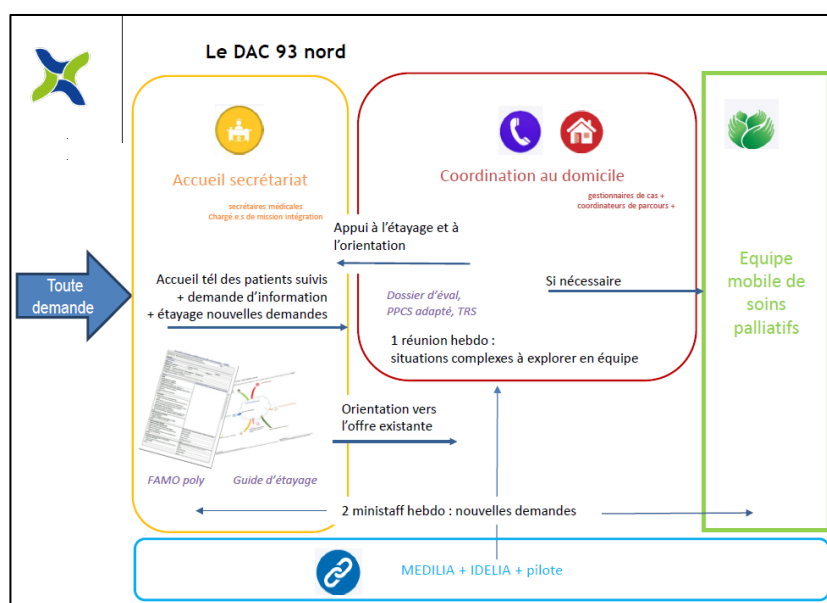 Le DAC 93 nord
Accueil secrétariat
secrétaires médicales
Chargé.e.s de mission intégration
Coordination au domicile
gestionnaires de cas +
coordinateurs de parcours +
Appui à l'étayage et à
l'orientation
Toute
demande
Accueil tél des patients suivis
+ demande d'information
+ étayage nouvelles demandes
Dossier d'éval,
PPCS adapté, TRS
1 réunion hebdo :
situations complexes à explorer en équipe
Si nécessaire
Equipe
mobile de
soins
palliatifs
Orientation vers
l'offre existante
FAMO poly
Guide d'étayage
2 ministaff hebdo : nouvelles demandes
MEDILIA + IDELIA + pilote